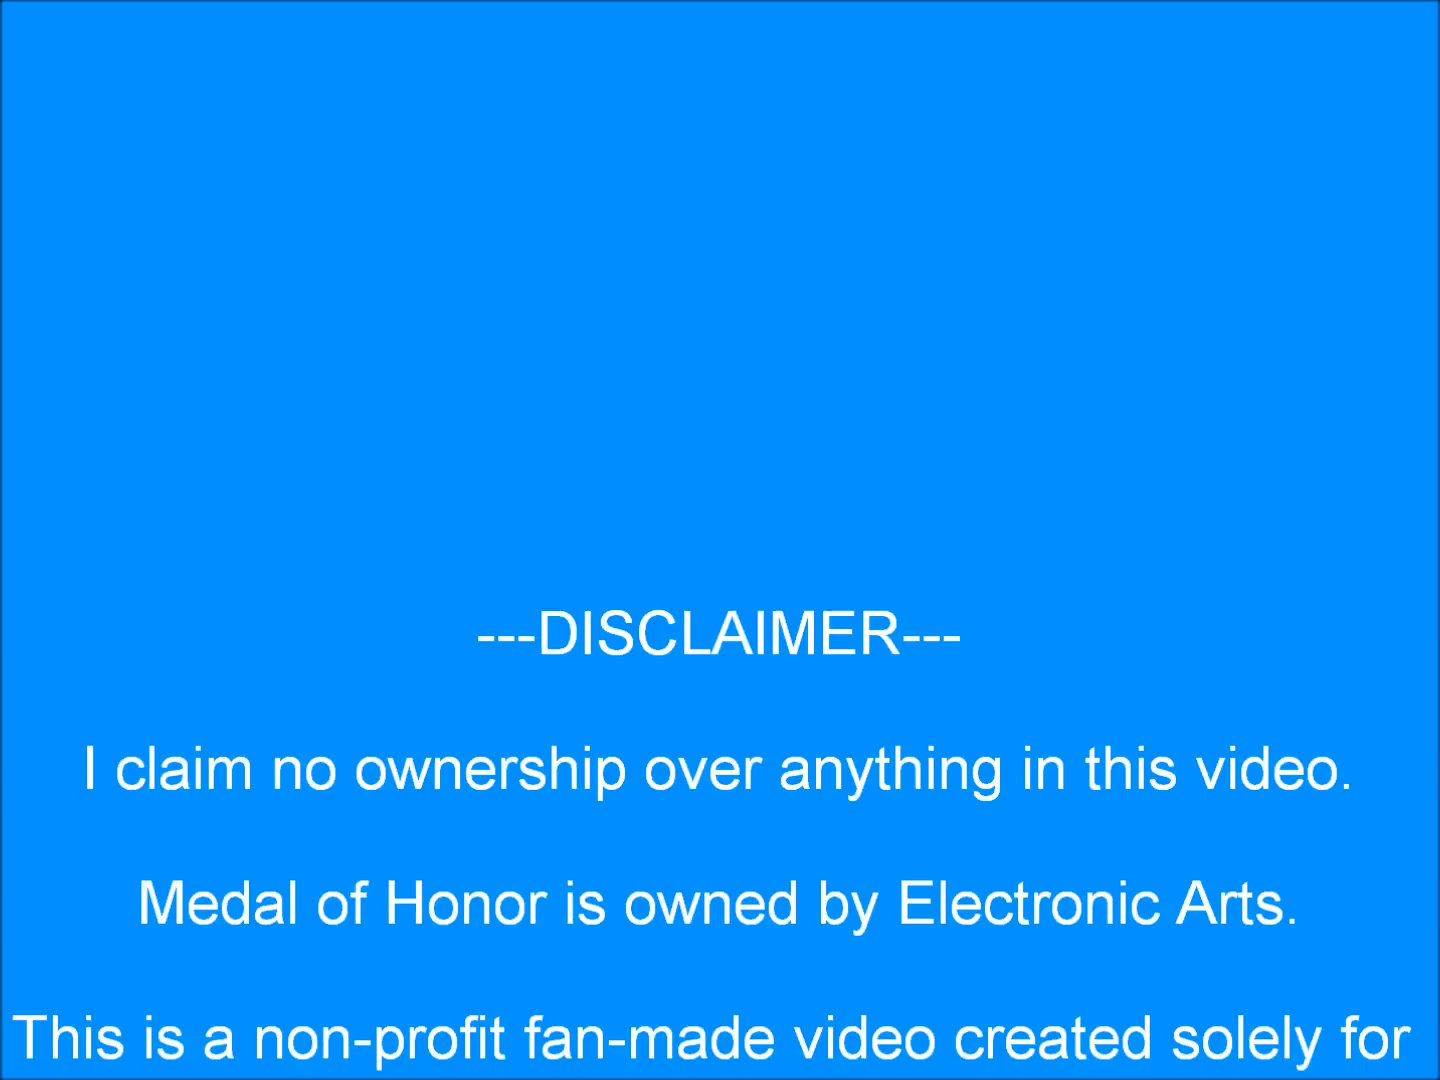 ---DISCLAIMER---
I claim no ownership over anything in this video.
Medal of Honor is owned by Electronic Arts.
This is a non-profit fan-made video created solely for